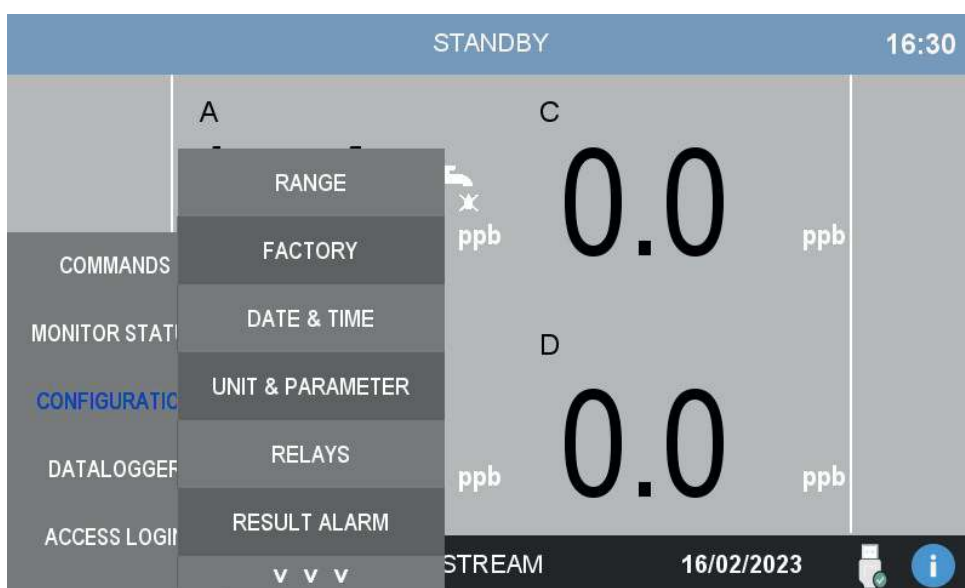 STANDBY
16:30
A
C
RANGE
FACTORY
DATE & TIME
UNIT & PARAMETER
RELAYS
RESULT ALARM
V V V
COMMANDS
MONITOR STAT
CONFIGURATIO
DATALOGGER
ACCESS LOGI
ppb
0.0
ppb
D
ppb
0.0
ppb
STREAM
16/02/2023
i